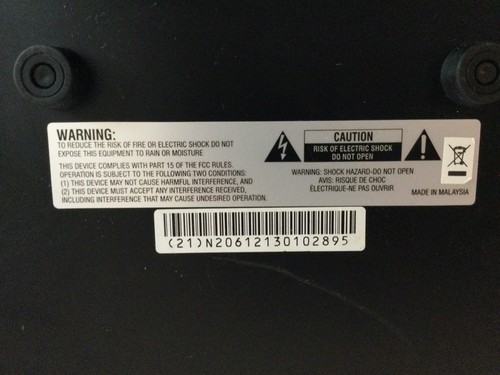 WARNING:
TO REDUCE THE RISK OF FIRE OR ELECTRIC SHOCK DO NOT
EXPOSE THIS EQUIPMENT TO RAIN OR MOISTURE
THIS DEVICE COMPLIES WITH PART 15 OF THE FCC RULES.
OPERATION IS SUBJECT TO THE FOLLOWING TWO CONDITIONS:
(1) THIS DEVICE MAY NOT CAUSE HARMFUL INTERFERENCE, AND
(2) THIS DEVICE MUST ACCEPT ANY INTERFERENCE RECEIVED,
INCLUDING INTERFERENCE THAT MAY CAUSE UNDESIRED OPERATION.
CAUTION
RISK OF ELECTRIC SHOCK
DO NOT OPEN
WARNING: SHOCK HAZARD-DO NOT OPEN
AVIS: RISQUE DE CHOC
ÉLECTRIQUE-NE PAS OUVRIR
MADE IN MALAYSIA
(21)N20612130102895